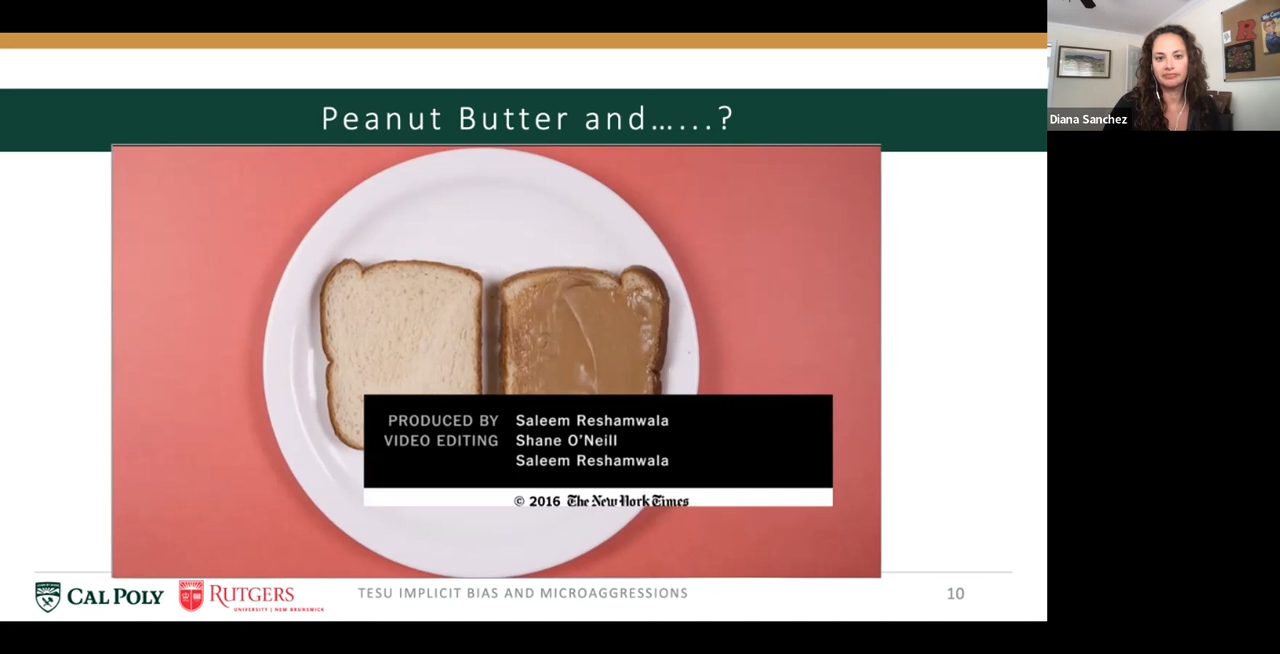 Peanut Butter and......?
Diana Sanchez
PRODUCED BY Saleem Reshamwala
VIDEO EDITING Shane O'Neill
Saleem Reshamwala
© 2016 The New York Times
CAL POLY
RUTGERS
UNIVERSITY | NEW BRUNSWICK
TESU IMPLICIT BIAS AND MICROAGGRESSIONS
10
R